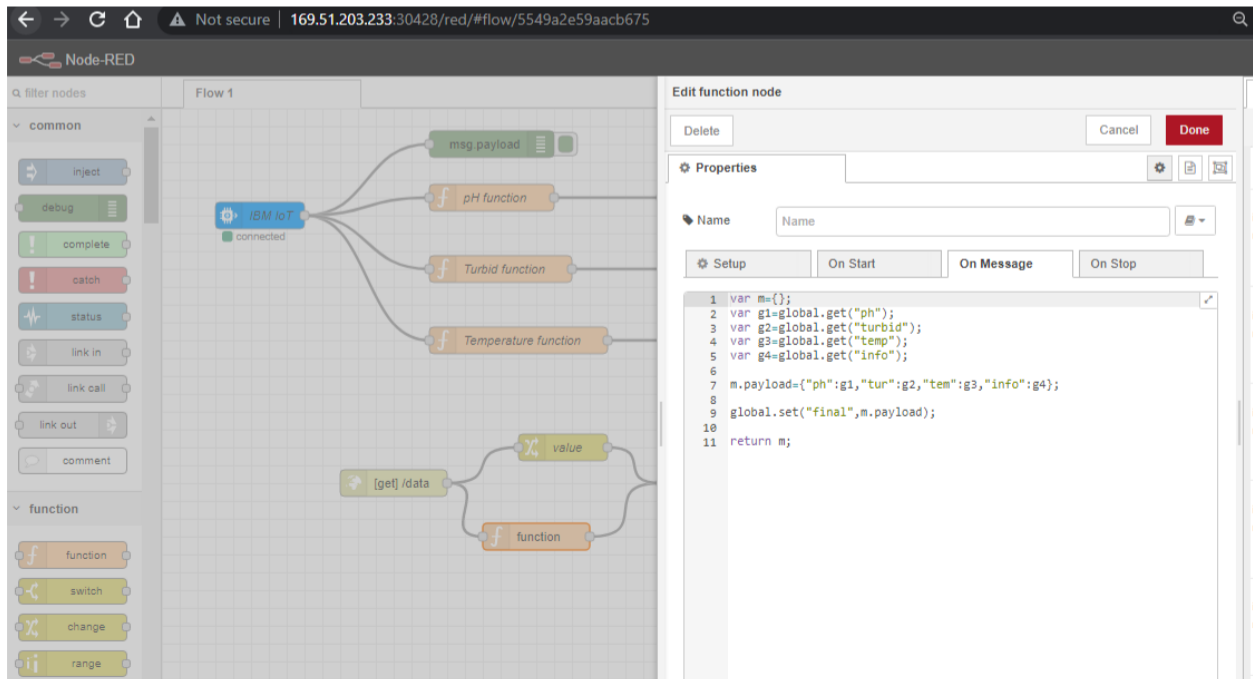 Not secure | 169.51.203.233:30428/red/#flow/5549a2e59aacb675
Node-RED
filter nodes
Flow 1
common
inject
debug
complete
catch
status
link in
link call
link out
comment
function
function
switch
change
range
msg.payload
IBM IoT
connected
pH function
Turbid function
Temperature function
[get] /data
value
function
Edit function node
Delete
Cancel
Done
Properties
Name
Name
Setup
On Start
On Message
On Stop
1 var m={};
2 var g1=global.get("ph");
3 var g2=global.get("turbid");
4 var g3=global.get("temp");
5 var g4=global.get("info");
6
7 m.payload={"ph":g1,"tur":g2,"tem":g3,"info":g4};
8
9 global.set("final",m.payload);
10
11 return m;